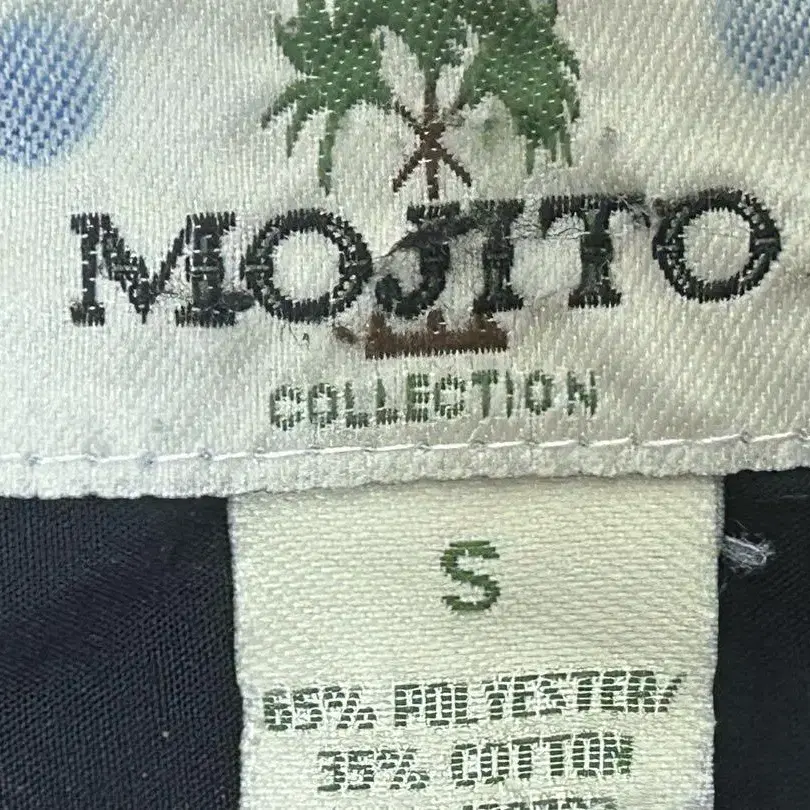 MOJITO
COLLECTION
S
65% POLYESTER/
35% COTTON